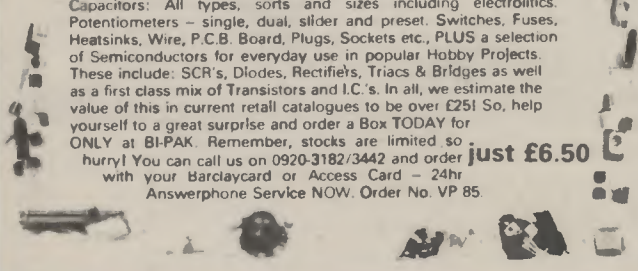 Capacitors: All types, sorts and sizes including electrolitics.
Potentiometers – single, dual, slider and preset. Switches, Fuses,
Heatsinks, Wire, P.C.B. Board, Plugs, Sockets etc., PLUS a selection
of Semiconductors for everyday use in popular Hobby Projects.
These include: SCR's, Diodes, Rectifiers, Triacs & Bridges as well
as a first class mix of Transistors and I.C.'s. In all, we estimate the
value of this in current retail catalogues to be over £25! So, help
yourself to a great surprise and order a Box TODAY for
ONLY at BI-PAK. Remember, stocks are limited so
hurry! You can call us on 0920-3182/3442 and order just £6.50
with your Barclaycard or Access Card – 24hr
Answerphone Service NOW. Order No. VP 85.